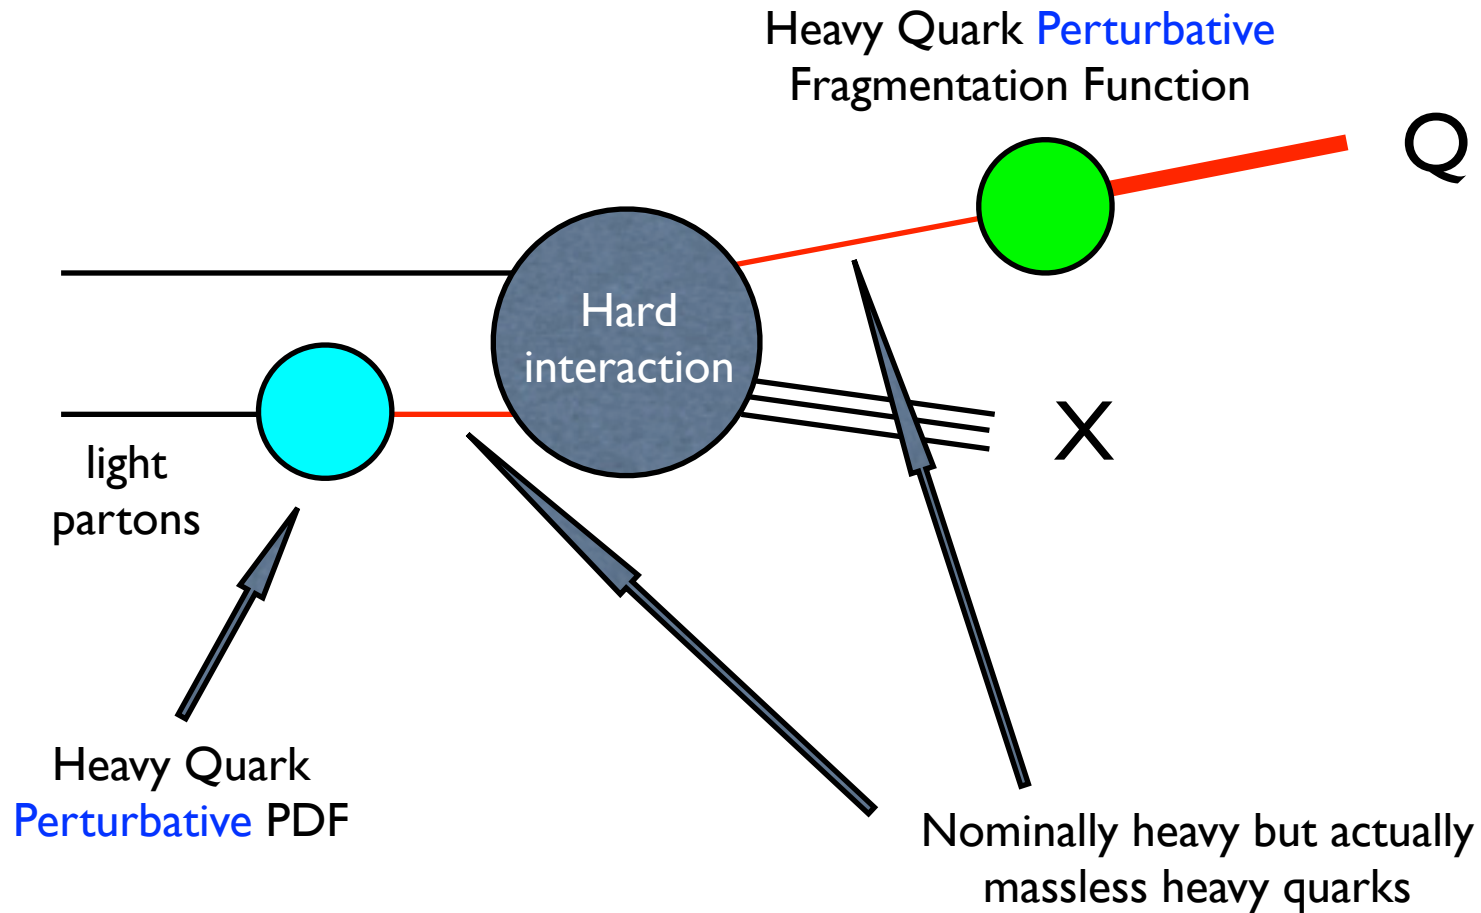 Heavy Quark Perturbative
Fragmentation Function
Q
Hard
interaction
X
light
partons
Heavy Quark
Perturbative PDF
Nominally heavy but actually
massless heavy quarks